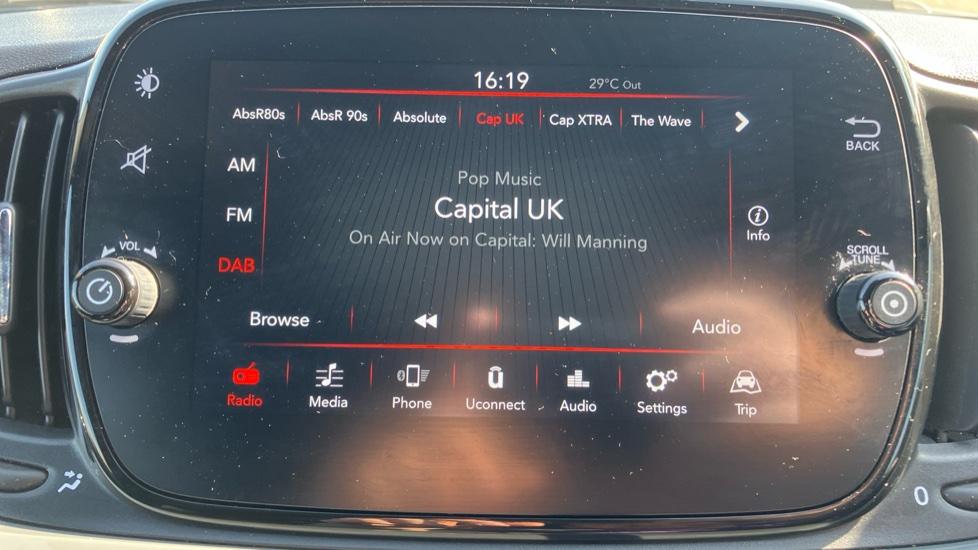 16:19 29°C Out
AbsR80s AbsR 90s Absolute Cap UK Cap XTRA The Wave
BACK
AM
Pop Music
FM
Capital UK
Info
On Air Now on Capital: Will Manning
VOL
SCROLL
TUNE
DAB
Browse
Audio
Radio Media Phone Uconnect Audio Settings Trip
0